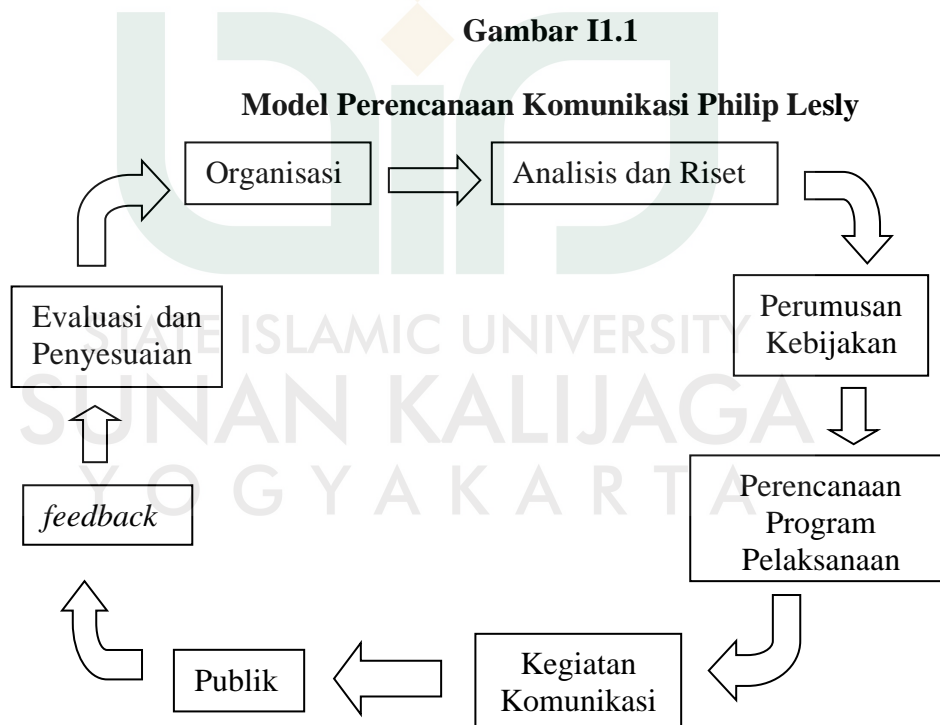 Gambar I1.1
Model Perencanaan Komunikasi Philip Lesly
Organisasi
Analisis dan Riset
Perumusan
Kebijakan
Perencanaan
Program
Pelaksanaan
Kegiatan
Komunikasi
Publik
feedback
Evaluasi dan
Penyesuaian
STATE ISLAMIC UNIVERSITY
SUNAN KALIJAGA
YOGYAKARTA